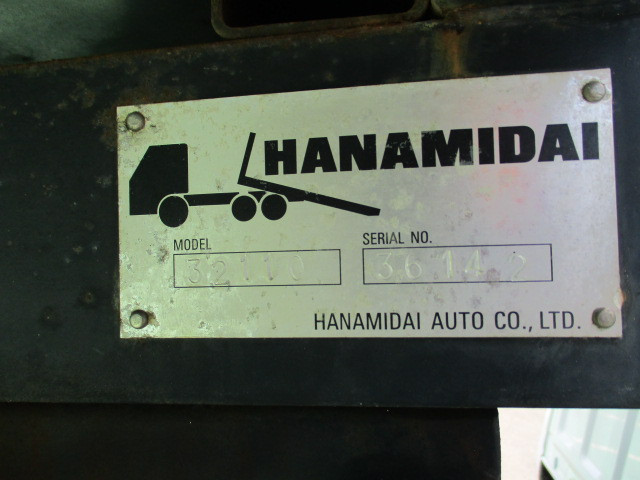 HANAMIDAI
MODEL
32110
SERIAL NO.
36142
HANAMIDAI AUTO CO., LTD.